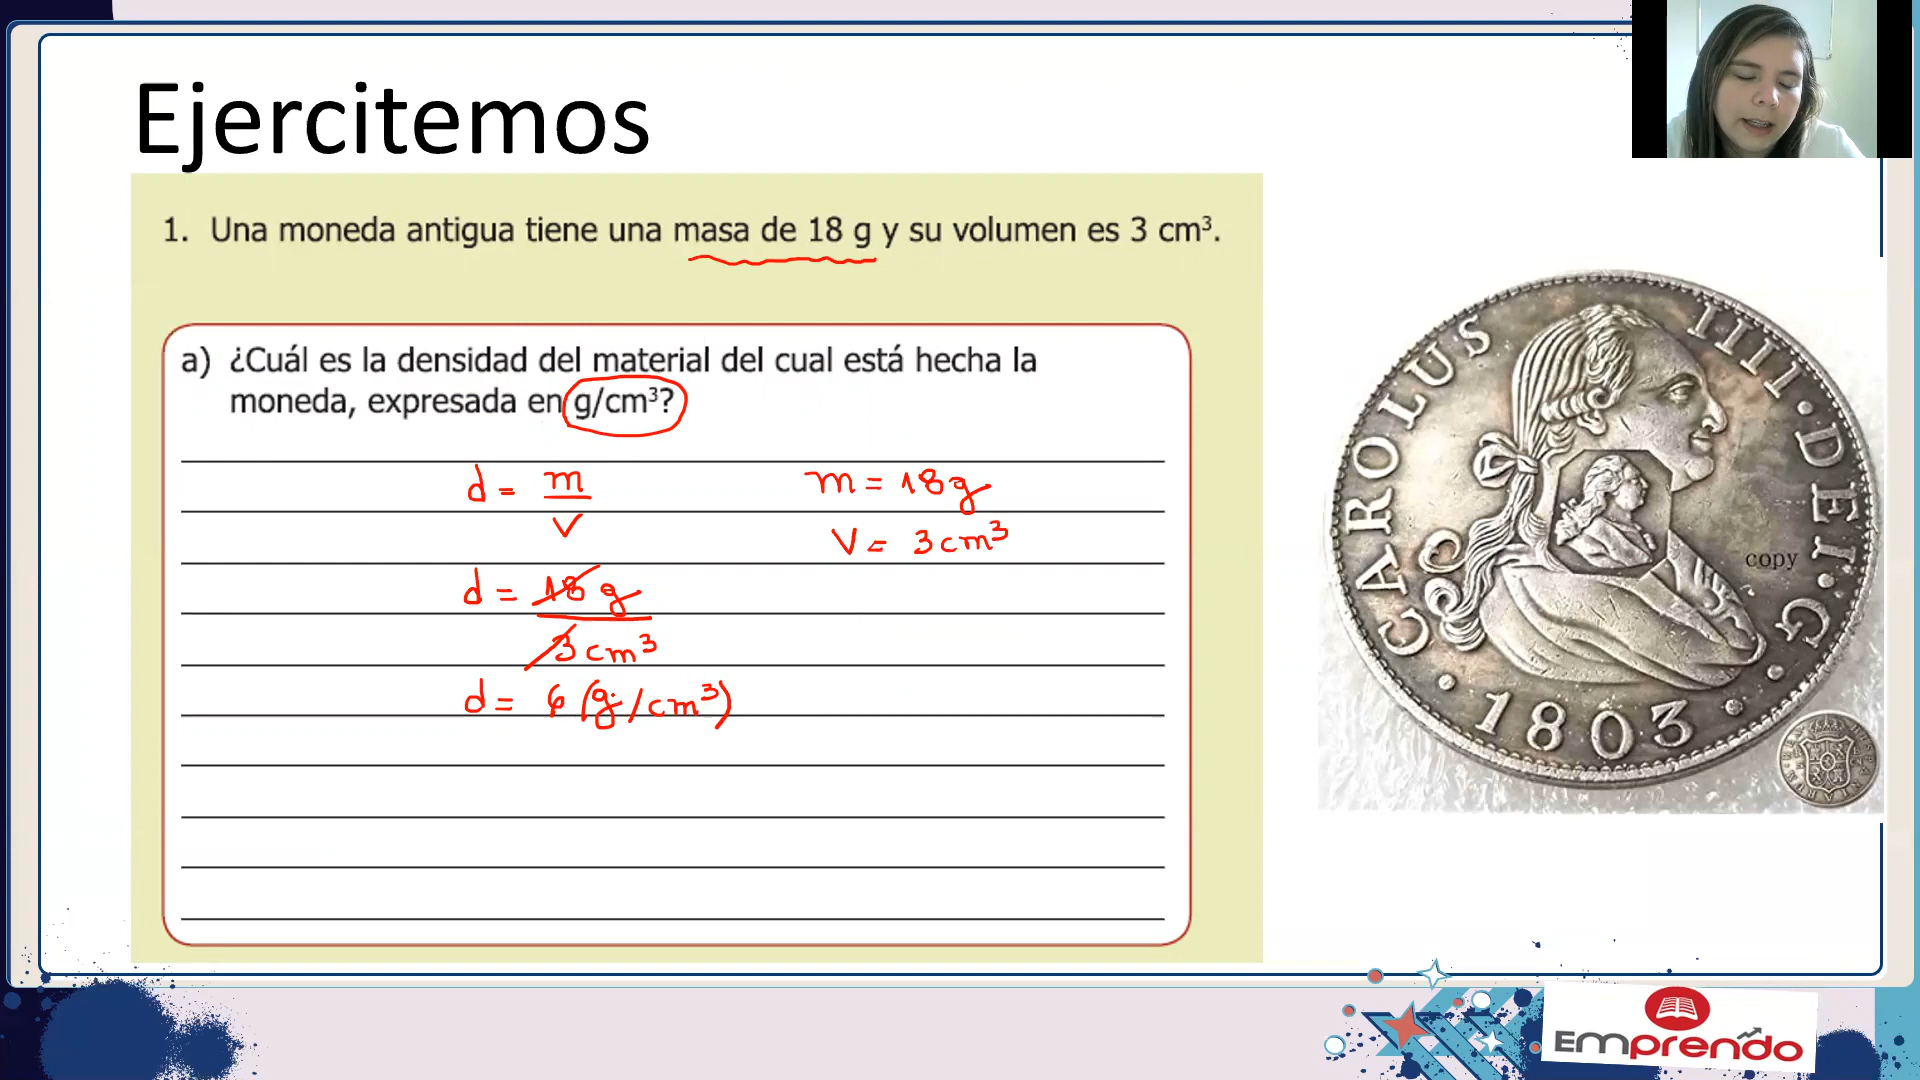 Ejercitemos
1. Una moneda antigua tiene una masa de 18 g y su volumen es 3 cm³.
a) ¿Cuál es la densidad del material del cual está hecha la
moneda, expresada en g/cm³?
d = m
V
m = 18g
V = 3cm³
d = 18 g
3 cm³
d = 6 (g/cm³)
CAROLUS IIII · DEI · G ·
· 1803 ·
copy
Emprendo